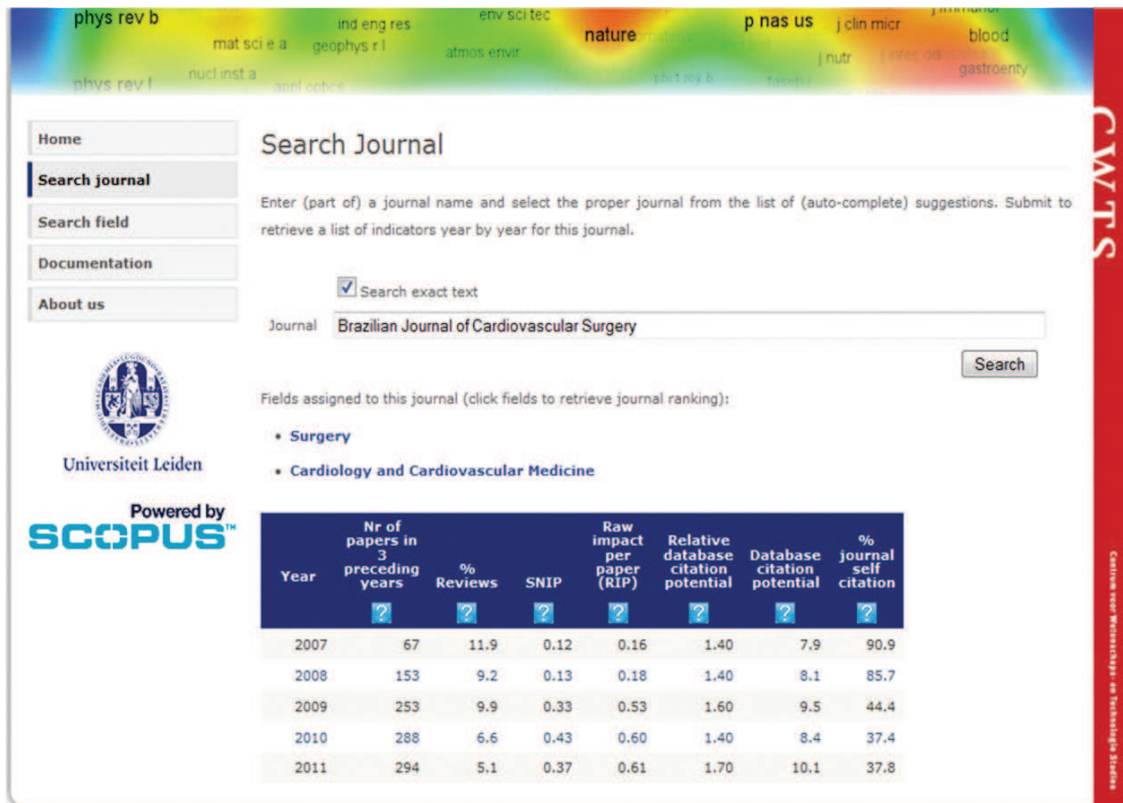 phys rev b
ind eng res
env sci tec
p nas us
j clin micr
mat sci e a
geophys r l
atmos envir
nature
blood
j nutr
nucl inst a
gastroenty
phys rev l
appl optics
CWTS
Home
Search journal
Search field
Documentation
About us
Universiteit Leiden
Powered by
SCOPUS™
Search Journal
Enter (part of) a journal name and select the proper journal from the list of (auto-complete) suggestions. Submit to
retrieve a list of indicators year by year for this journal.
Search exact text
Journal Brazilian Journal of Cardiovascular Surgery
Search
Fields assigned to this journal (click fields to retrieve journal ranking):
• Surgery
• Cardiology and Cardiovascular Medicine
Year Nr of papers in 3 preceding years % Reviews SNIP Raw impact per paper (RIP) Relative database citation potential Database citation potential % journal self citation
? ? ? ? ? ? ?
2007 67 11.9 0.12 0.16 1.40 7.9 90.9
2008 153 9.2 0.13 0.18 1.40 8.1 85.7
2009 253 9.9 0.33 0.53 1.60 9.5 44.4
2010 288 6.6 0.43 0.60 1.40 8.4 37.4
2011 294 5.1 0.37 0.61 1.70 10.1 37.8
Centrum voor Wetenschaps- en Technologie Studies